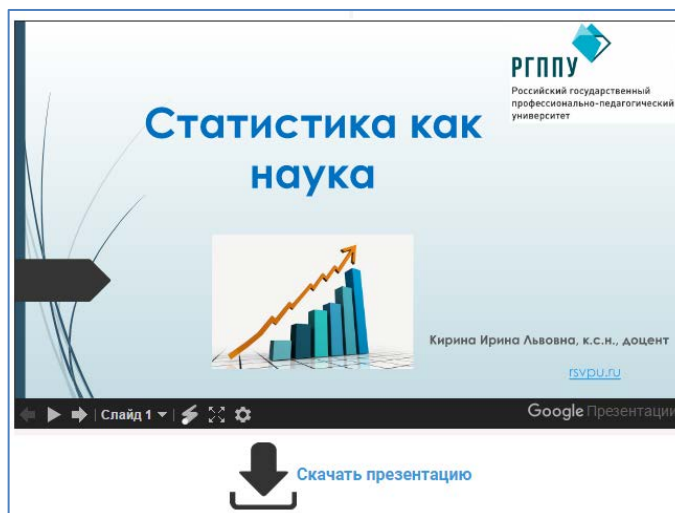 РГППУ
Российский государственный
профессионально-педагогический
университет
Статистика как
наука
Кирина Ирина Львовна, к.с.н., доцент
rsvpu.ru
Слайд 1
Google Презентации
Скачать презентацию